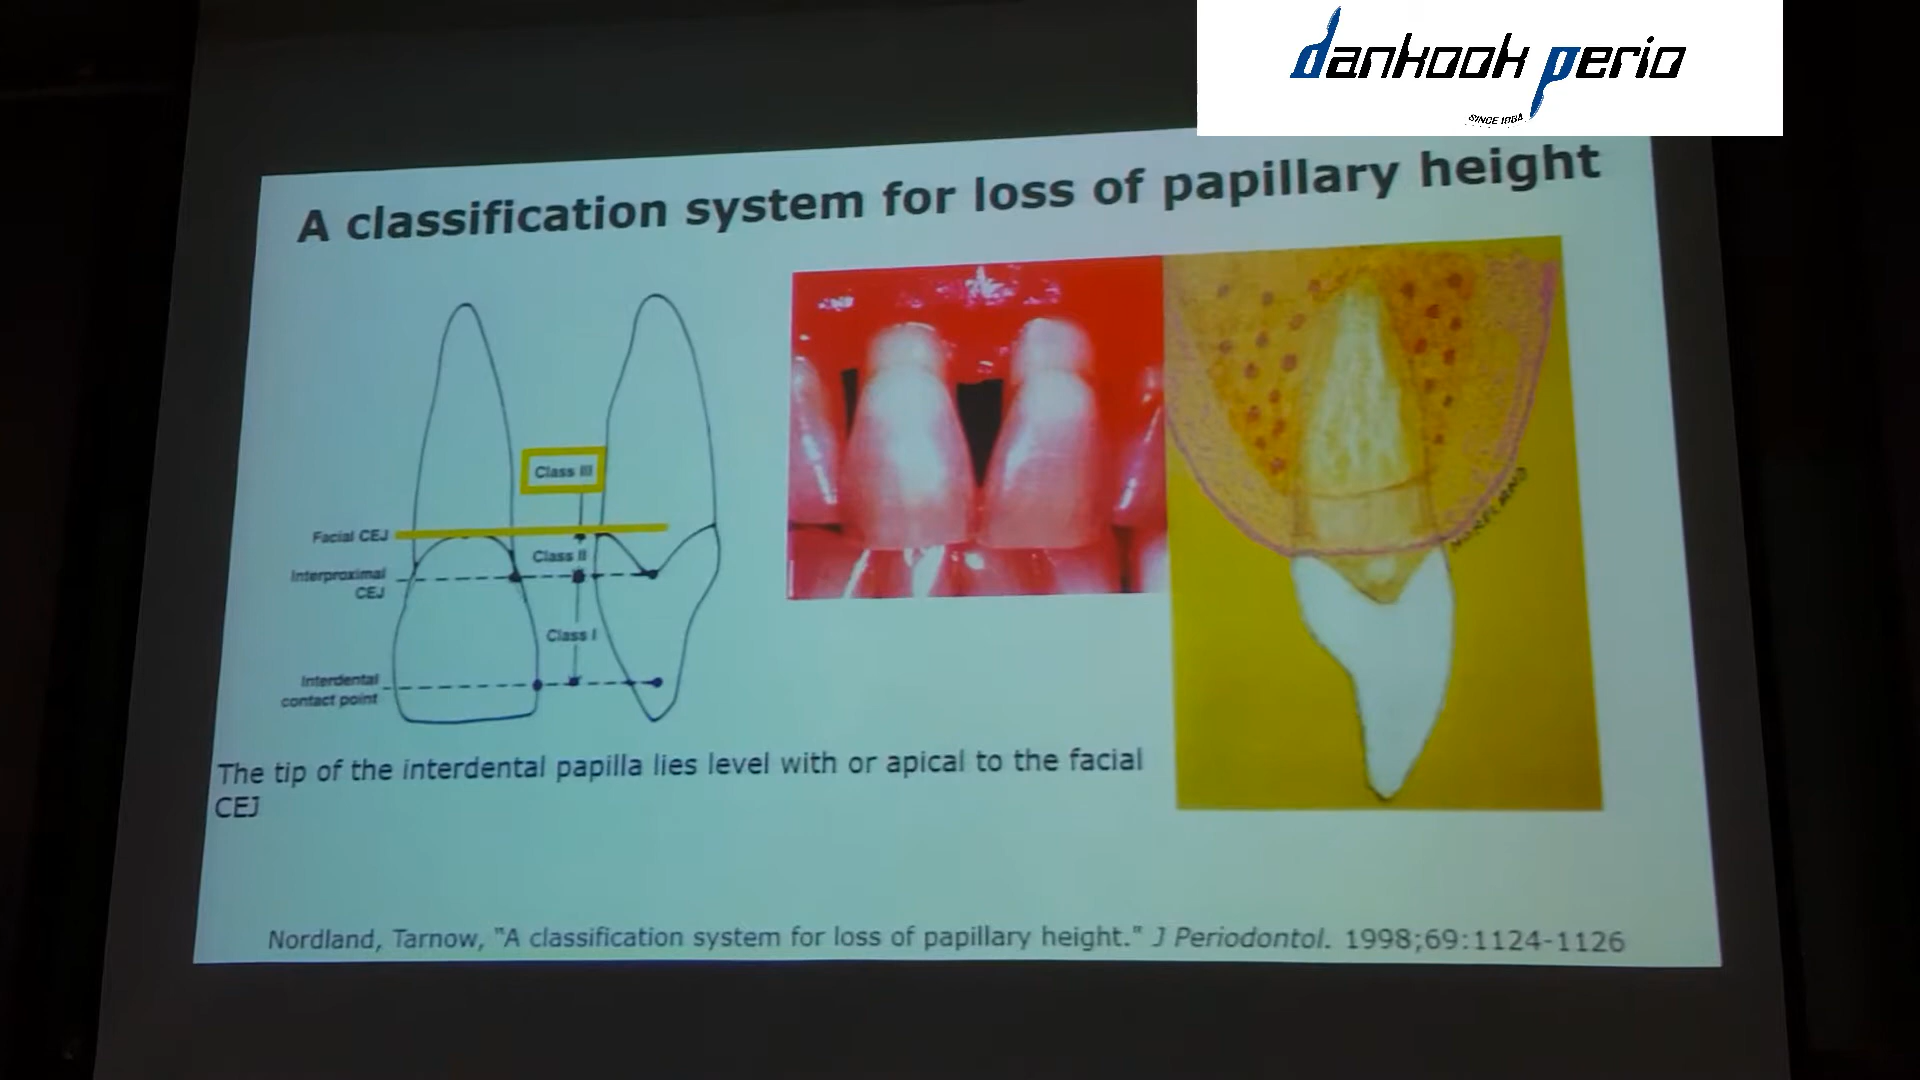 dankook perio
SINCE 1984
A classification system for loss of papillary height
Class III
Facial CEJ
Class II
Interproximal
CEJ
Class I
Interdental
contact point
MORELAND
The tip of the interdental papilla lies level with or apical to the facial
CEJ
Nordland, Tarnow, "A classification system for loss of papillary height." J Periodontol. 1998;69:1124-1126